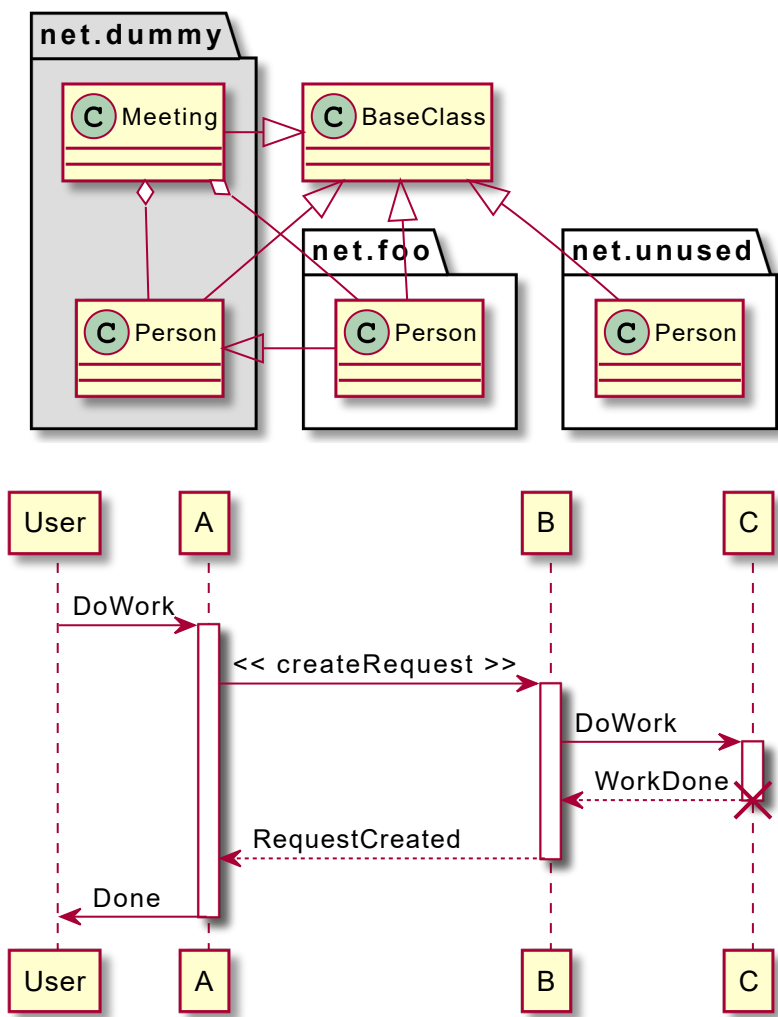 net.dummy
C Meeting
C BaseClass
net.foo
net.unused
C Person
C Person
C Person
User
A
B
C
DoWork
<< createRequest >>
DoWork
WorkDone
RequestCreated
Done
User
A
B
C